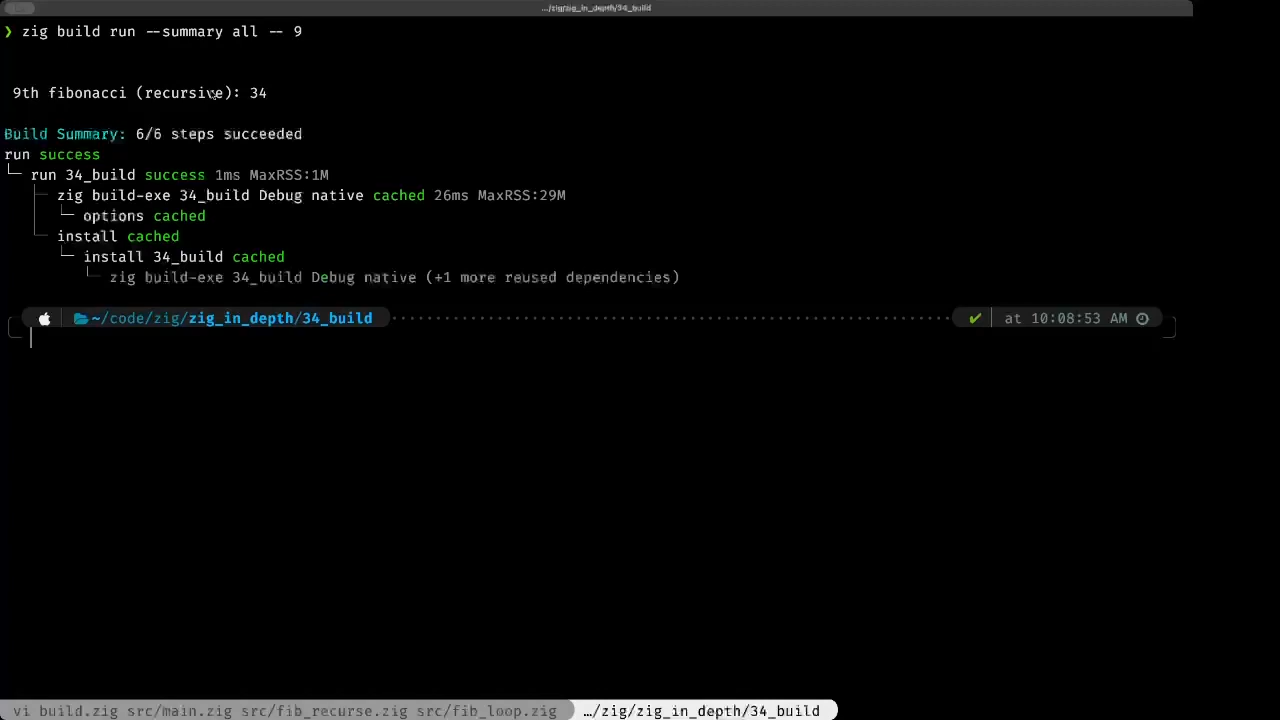 .../zig/zig_in_depth/34_build
❯ zig build run --summary all -- 9
9th fibonacci (recursive): 34
Build Summary: 6/6 steps succeeded
run success
└─ run 34_build success 1ms MaxRSS:1M
├─ zig build-exe 34_build Debug native cached 26ms MaxRSS:29M
│  └─ options cached
└─ install cached
└─ install 34_build cached
└─ zig build-exe 34_build Debug native (+1 more reused dependencies)
~/code/zig/zig_in_depth/34_build ✔ at 10:08:53 AM
vi build.zig src/main.zig src/fib_recurse.zig src/fib_loop.zig …/zig/zig_in_depth/34_build